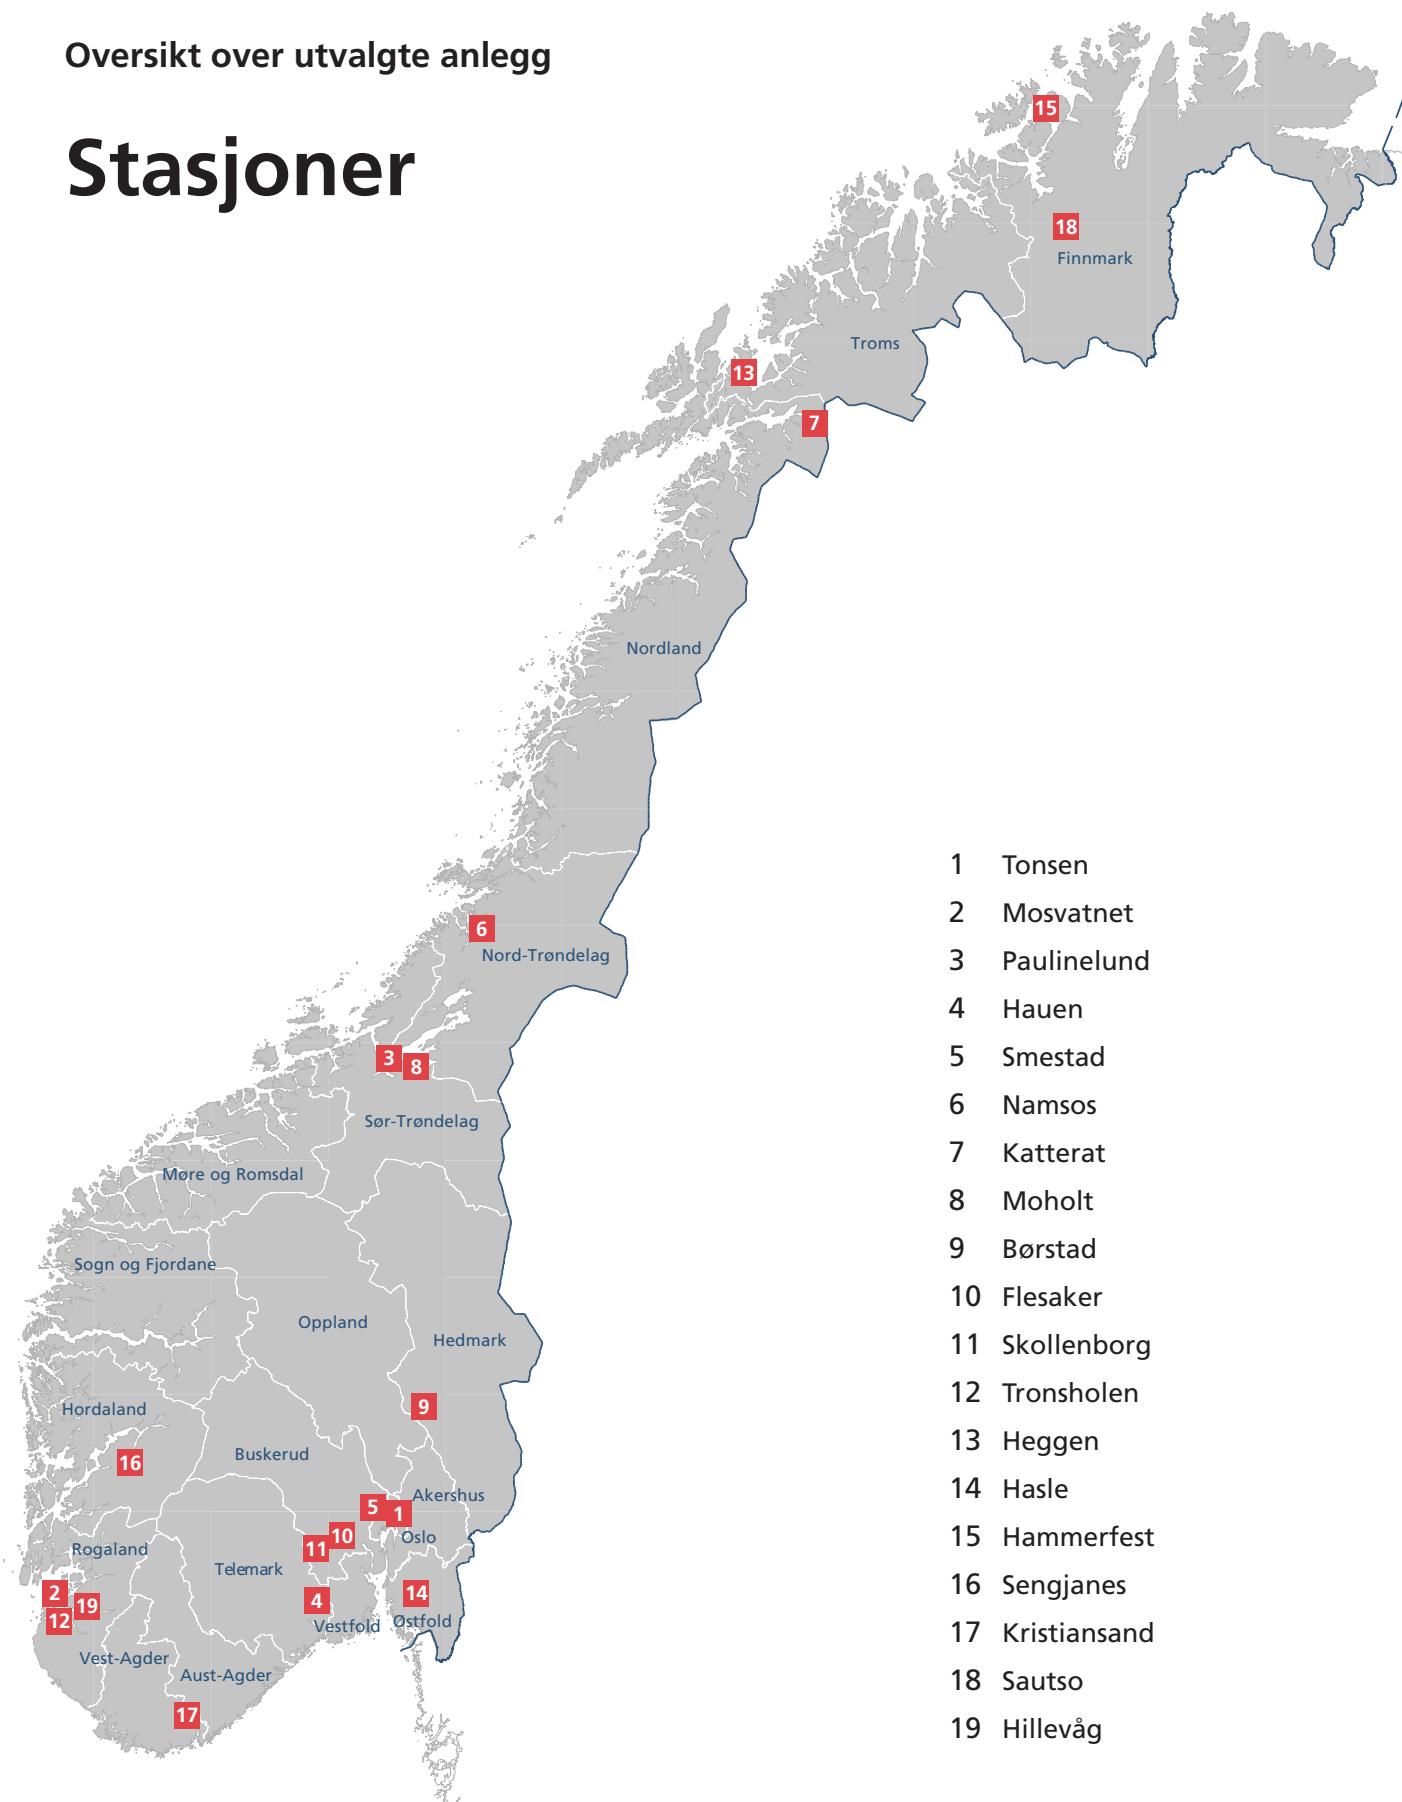 Oversikt over utvalgte anlegg
Stasjoner
15
18
Finnmark
Troms
13
7
Nordland
6
Nord-Trøndelag
3
8
Sør-Trøndelag
Møre og Romsdal
Sogn og Fjordane
Oppland
Hedmark
9
Hordaland
Buskerud
16
Akershus
5
1
Oslo
10
11
Rogaland
Telemark
2
19
12
4
14
Vestfold
Østfold
Vest-Agder
Aust-Agder
17
1 Tonsen
2 Mosvatnet
3 Paulinelund
4 Hauen
5 Smestad
6 Namsos
7 Katterat
8 Moholt
9 Børstad
10 Flesaker
11 Skollenborg
12 Tronsholen
13 Heggen
14 Hasle
15 Hammerfest
16 Sengjanes
17 Kristiansand
18 Sautso
19 Hillevåg